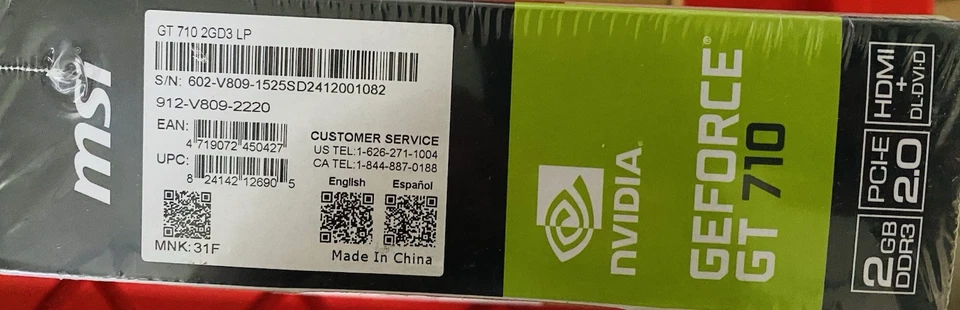 msi
GT 710 2GD3 LP
S/N: 602-V809-1525SD2412001082
912-V809-2220
EAN:
4 719072 450427
UPC:
8 24142 12690 5
CUSTOMER SERVICE
US TEL:1-626-271-1004
CA TEL:1-844-887-0188
English Español
MNK: 31F
Made In China
NVIDIA.
GEFORCE®
GT 710
2GB
DDR3
PCI-E
2.0
HDMI
+
DL-DVI-D